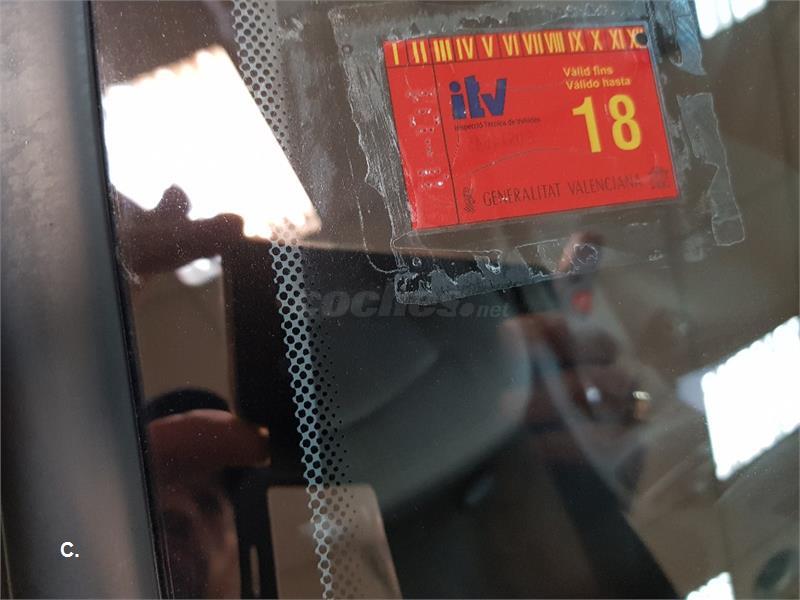 I II III IV V VI VII VIII IX X XI XII
itv
Vàlid fins
Válido hasta
18
Inspecció Tècnica de Vehicles
GENERALITAT VALENCIANA
coches.net
C.